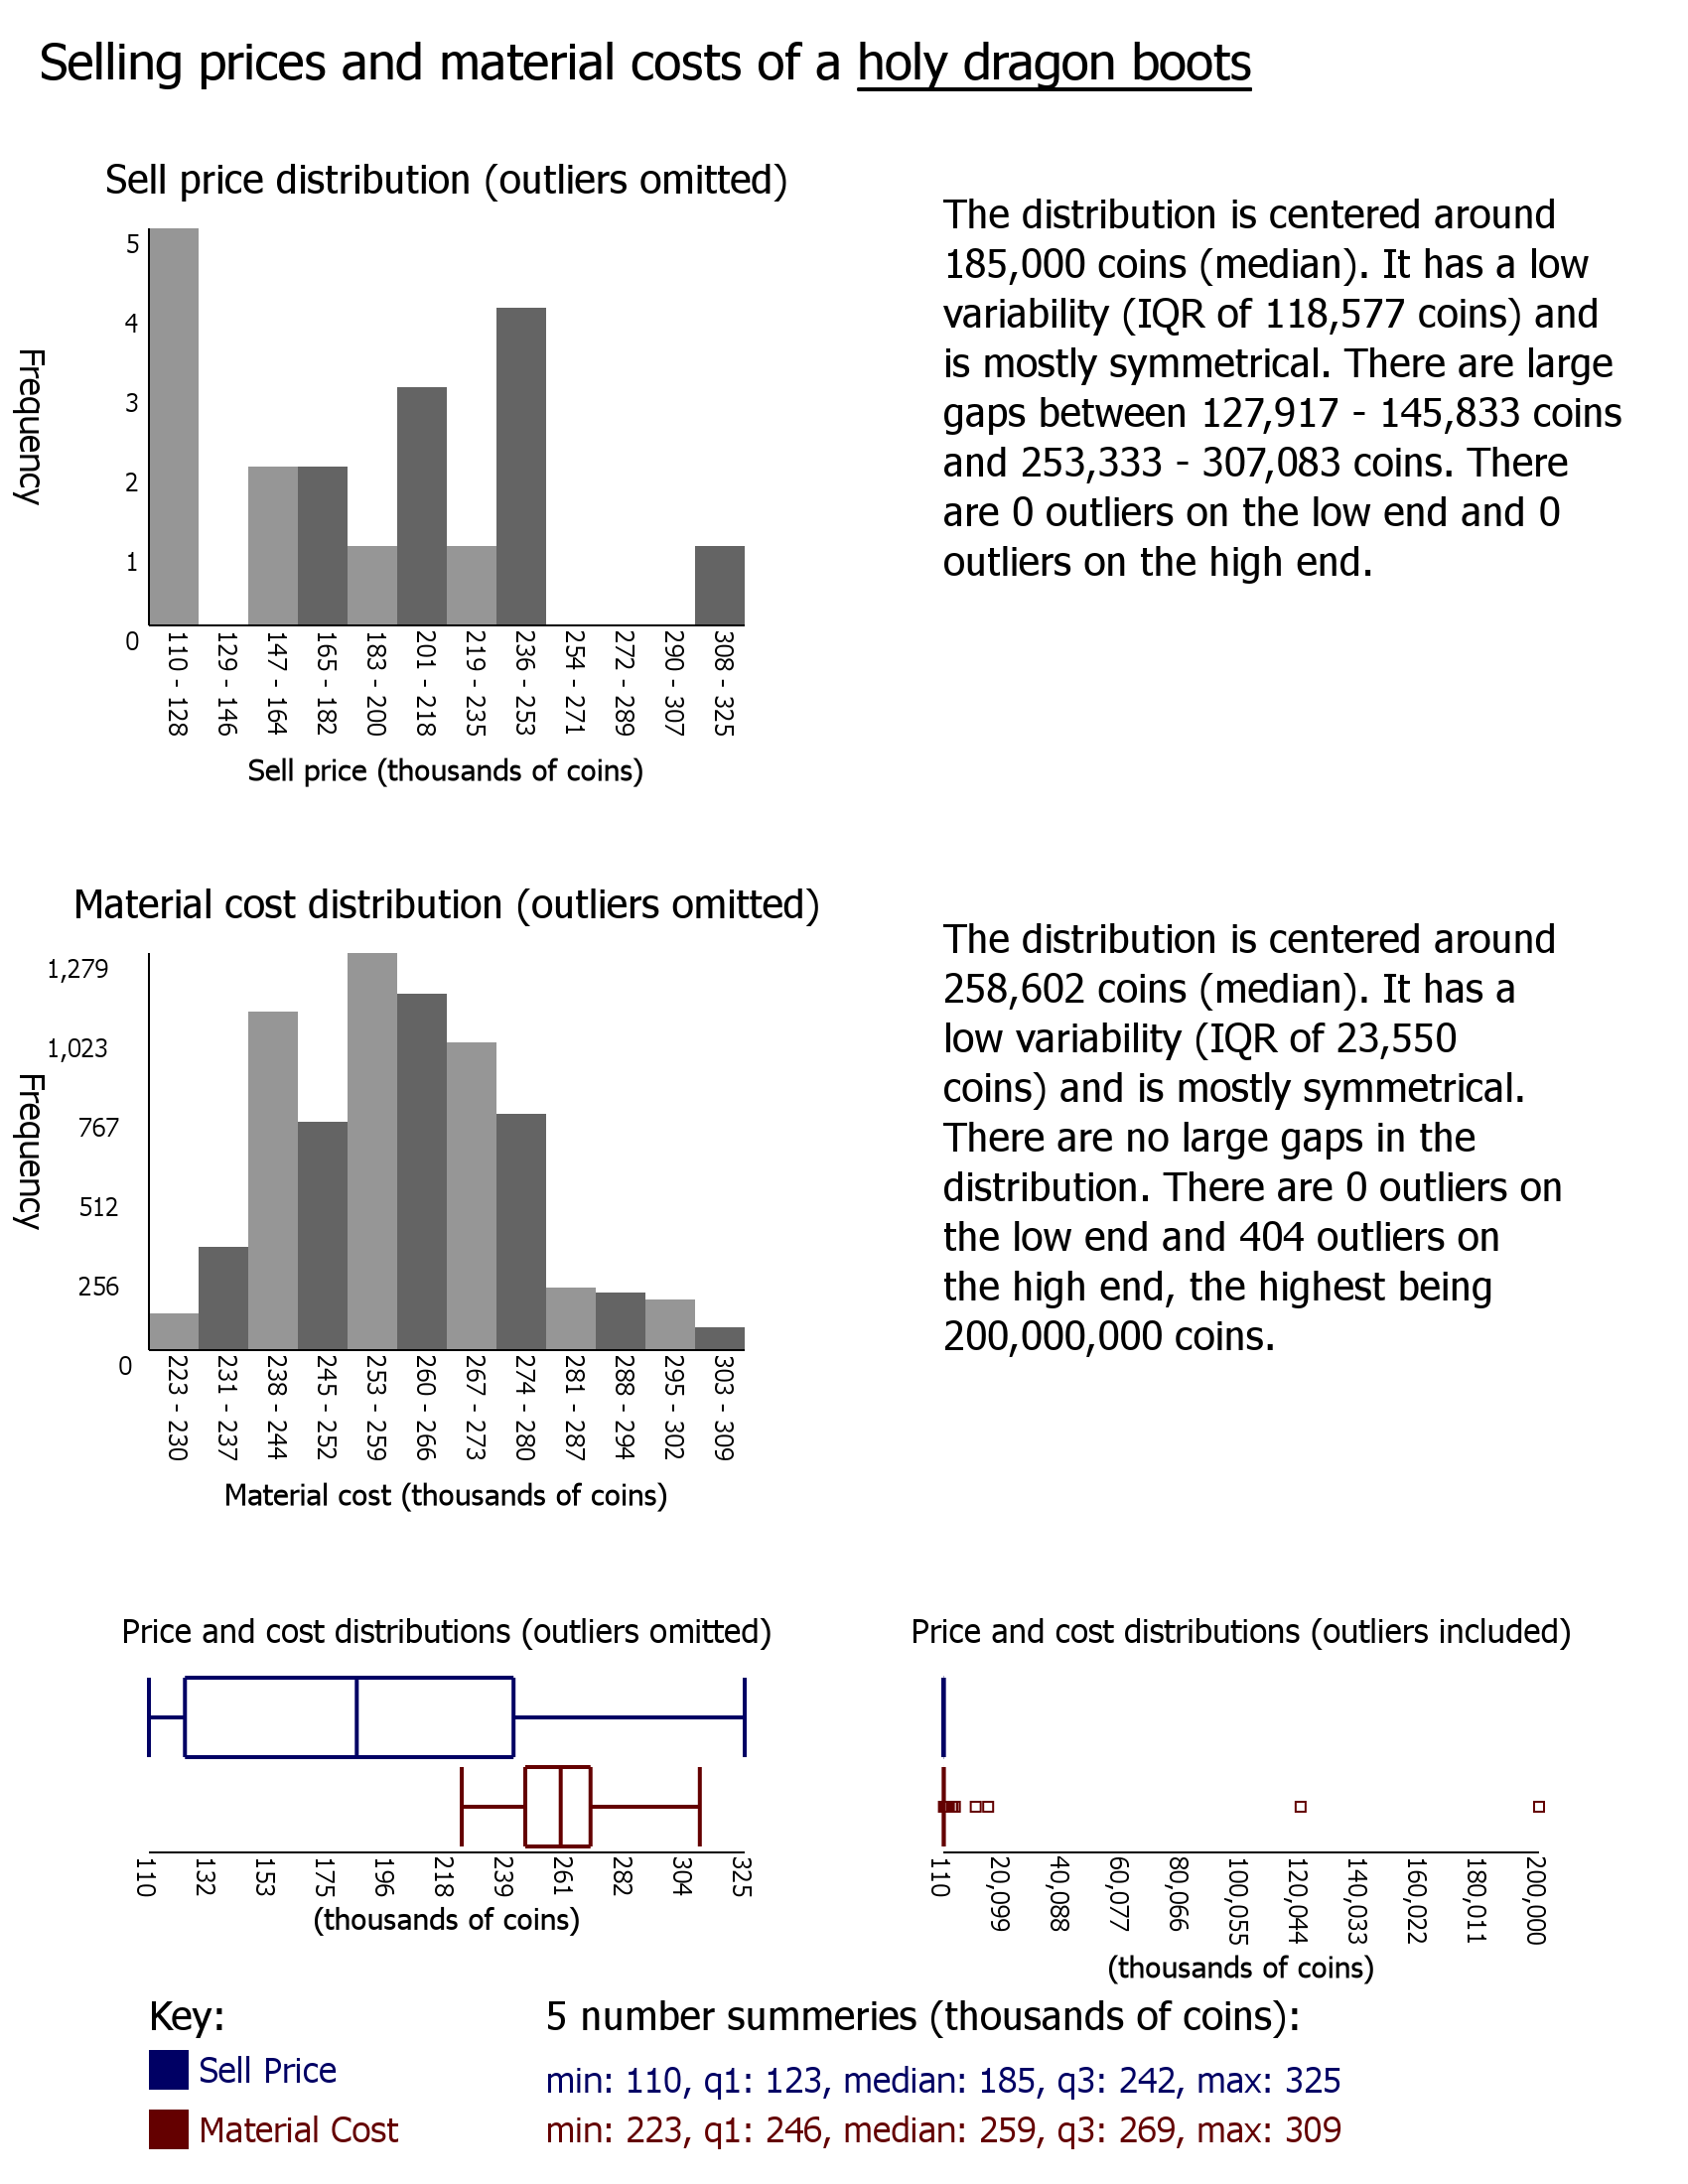 Selling prices and material costs of a holy dragon boots
Sell price distribution (outliers omitted)
5
4
3
2
1
0
Frequency
110 - 128
129 - 146
147 - 164
165 - 182
183 - 200
201 - 218
219 - 235
236 - 253
254 - 271
272 - 289
290 - 307
308 - 325
Sell price (thousands of coins)
The distribution is centered around
185,000 coins (median). It has a low
variability (IQR of 118,577 coins) and
is mostly symmetrical. There are large
gaps between 127,917 - 145,833 coins
and 253,333 - 307,083 coins. There
are 0 outliers on the low end and 0
outliers on the high end.
Material cost distribution (outliers omitted)
1,279
1,023
767
512
256
0
Frequency
223 - 230
231 - 237
238 - 244
245 - 252
253 - 259
260 - 266
267 - 273
274 - 280
281 - 287
288 - 294
295 - 302
303 - 309
Material cost (thousands of coins)
The distribution is centered around
258,602 coins (median). It has a
low variability (IQR of 23,550
coins) and is mostly symmetrical.
There are no large gaps in the
distribution. There are 0 outliers on
the low end and 404 outliers on
the high end, the highest being
200,000,000 coins.
Price and cost distributions (outliers omitted)
110
132
153
175
196
218
239
261
282
304
325
(thousands of coins)
Price and cost distributions (outliers included)
110
20,099
40,088
60,077
80,066
100,055
120,044
140,033
160,022
180,011
200,000
(thousands of coins)
Key:
Sell Price
Material Cost
5 number summeries (thousands of coins):
min: 110, q1: 123, median: 185, q3: 242, max: 325
min: 223, q1: 246, median: 259, q3: 269, max: 309